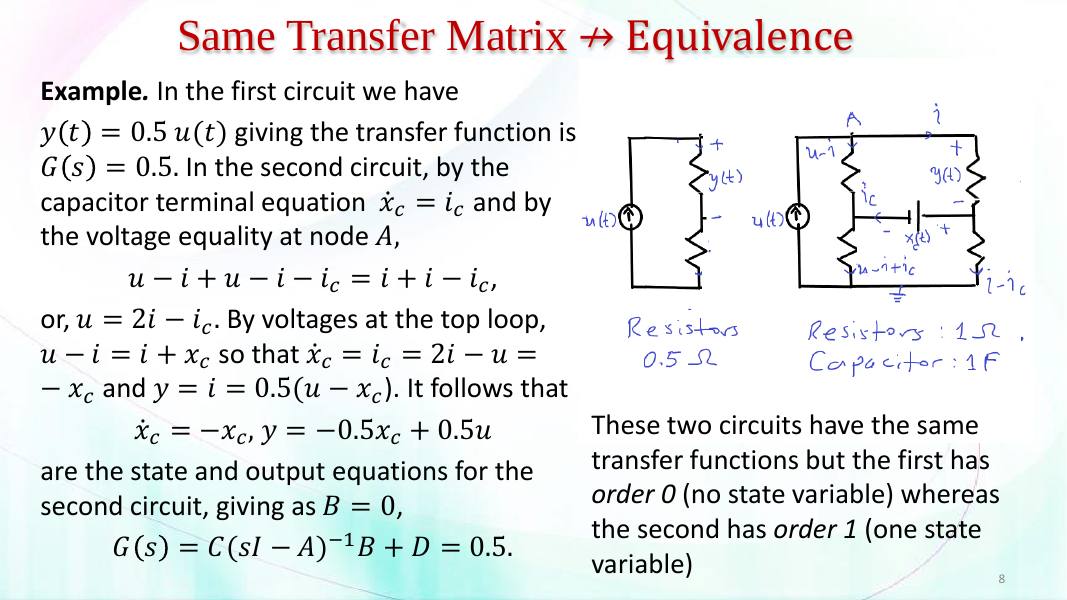 Same Transfer Matrix ↛ Equivalence
Example. In the first circuit we have
y(t) = 0.5 u(t) giving the transfer function is
G(s) = 0.5. In the second circuit, by the
capacitor terminal equation ẋ_c = i_c and by
the voltage equality at node A,
u − i + u − i − i_c = i + i − i_c,
or, u = 2i − i_c. By voltages at the top loop,
u − i = i + x_c so that ẋ_c = i_c = 2i − u =
− x_c and y = i = 0.5(u − x_c). It follows that
ẋ_c = −x_c, y = −0.5x_c + 0.5u
are the state and output equations for the
second circuit, giving as B = 0,
G(s) = C(sI − A)⁻¹B + D = 0.5.
u(t)
+
y(t)
-
Resistors
0.5 Ω
A
i
u-i
+
y(t)
-
i_c
u(t)
-
x_c(t)
+
u-i+i_c
i-i_c
Resistors : 1Ω .
Capacitor : 1F
These two circuits have the same
transfer functions but the first has
order 0 (no state variable) whereas
the second has order 1 (one state
variable)
8